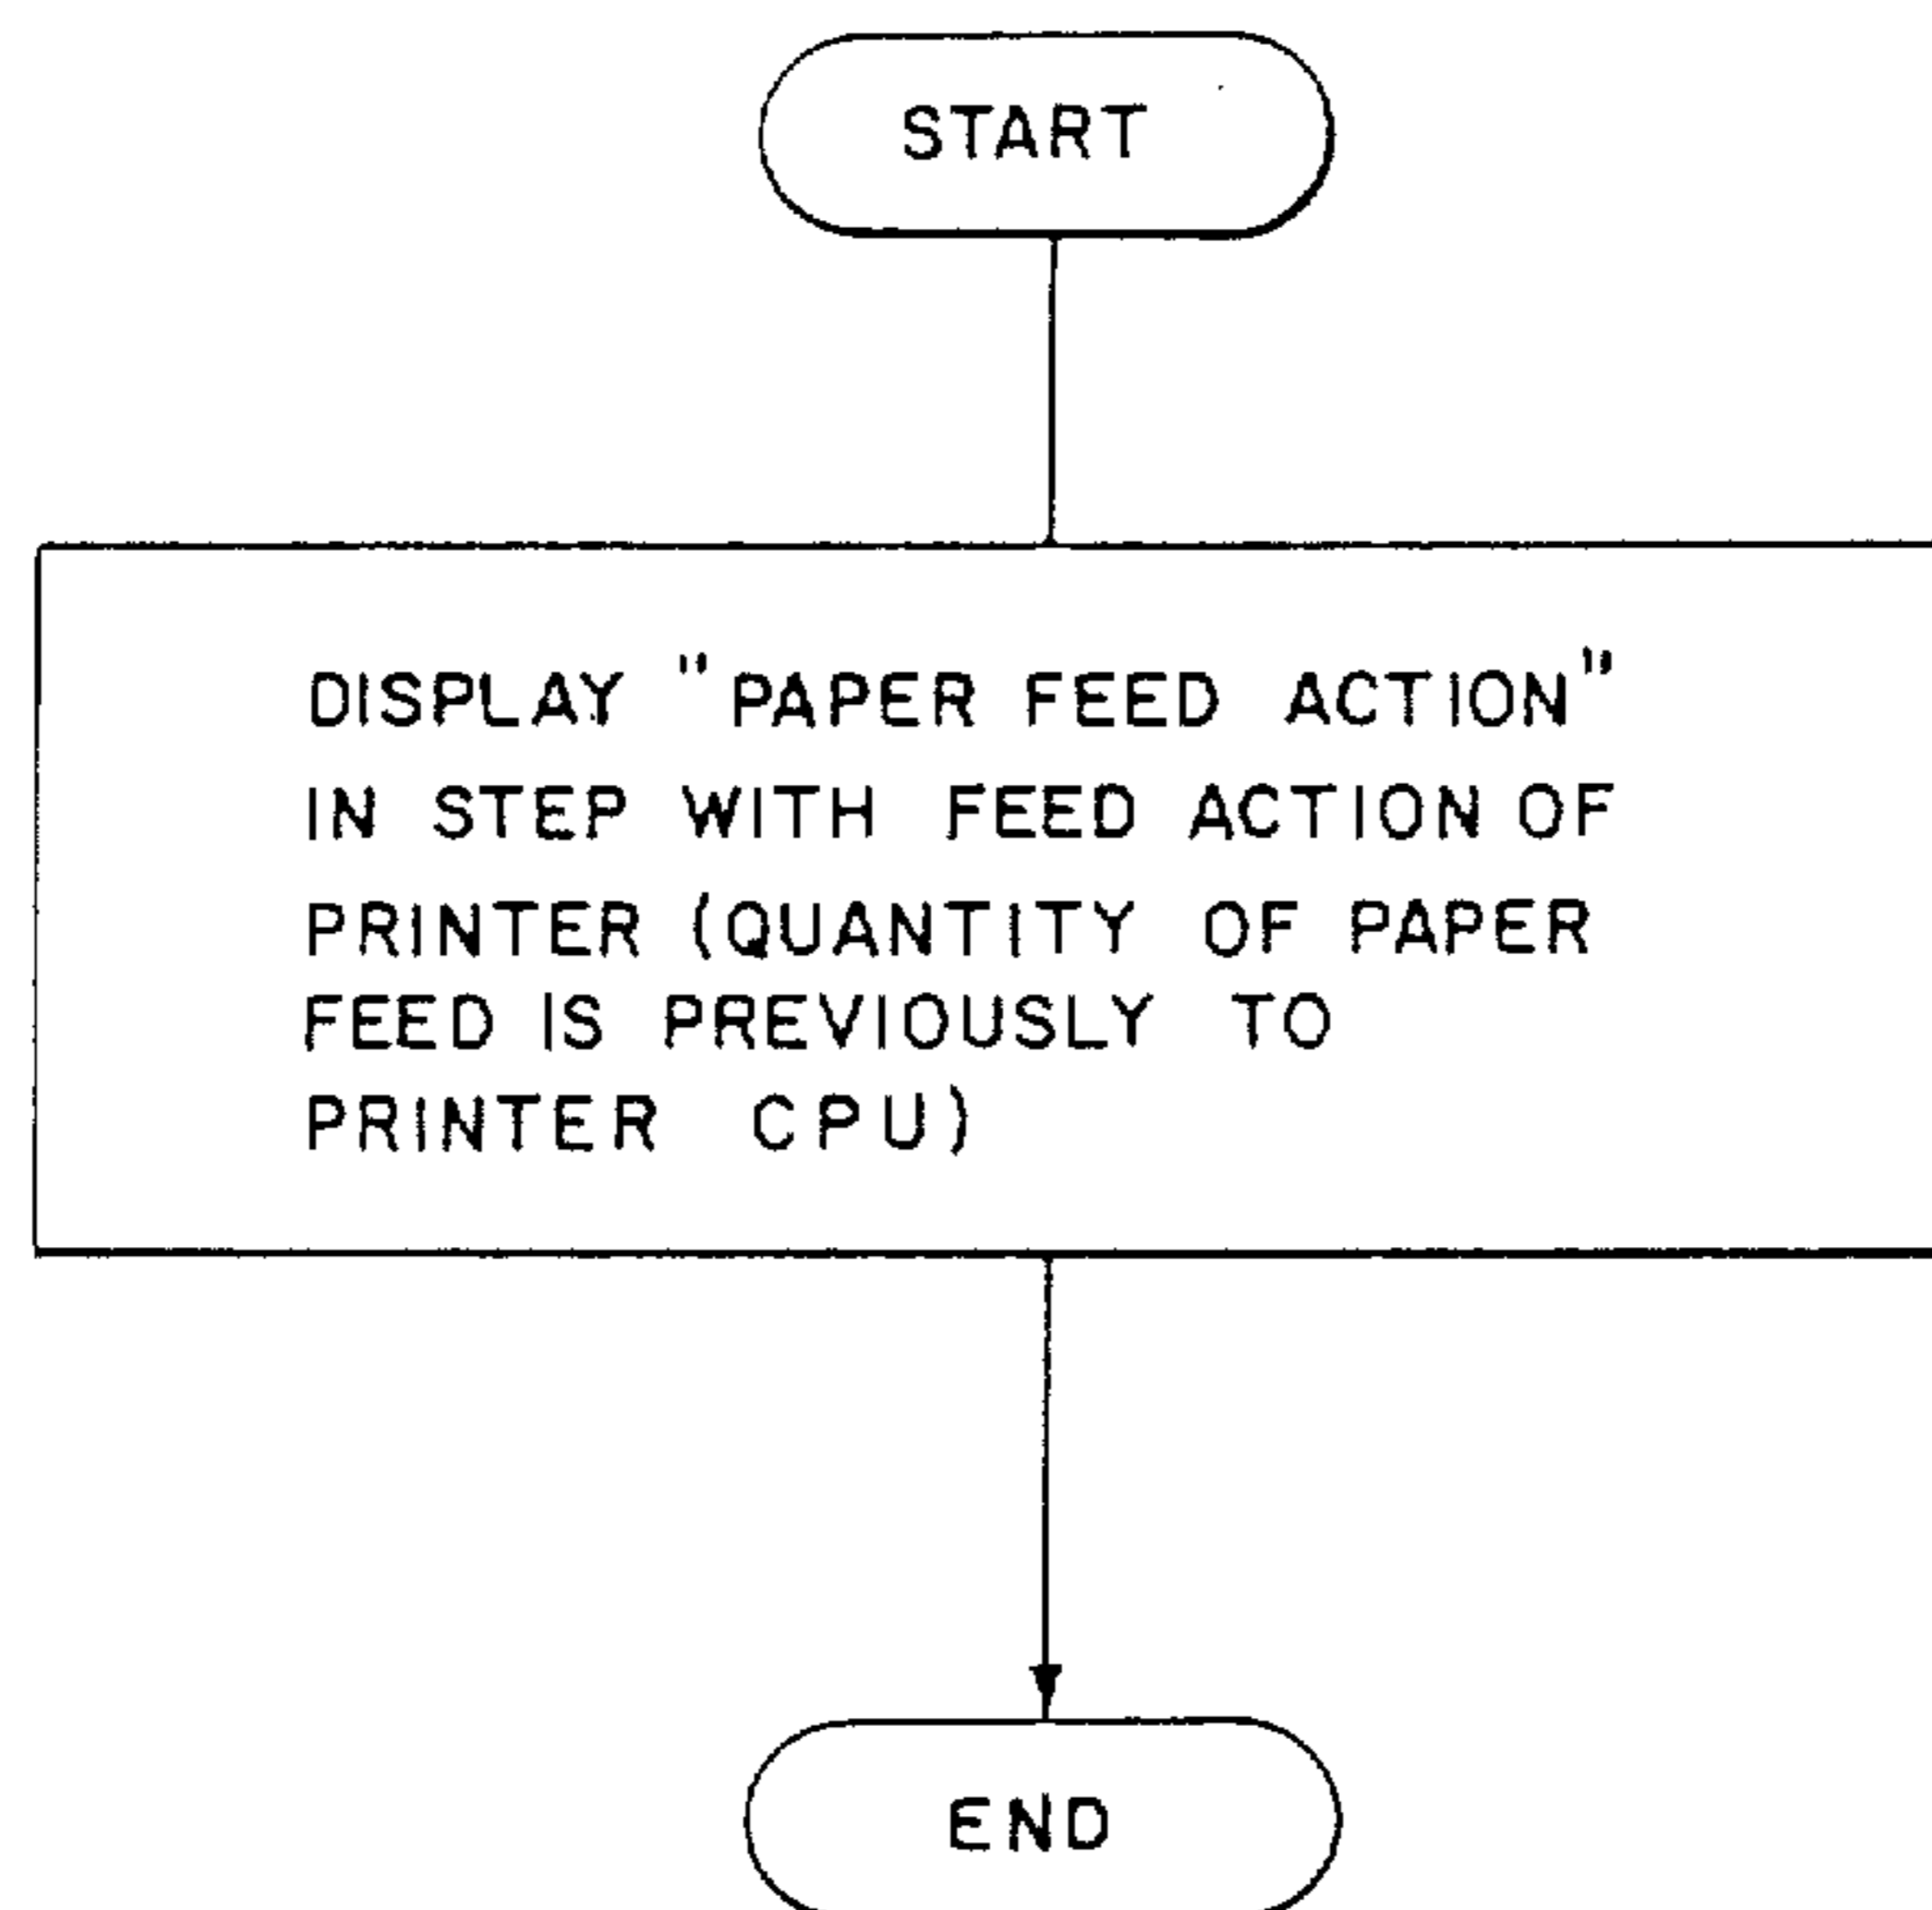 START
DISPLAY "PAPER FEED ACTION"
IN STEP WITH FEED ACTION OF
PRINTER (QUANTITY OF PAPER
FEED IS PREVIOUSLY TO
PRINTER CPU)
END